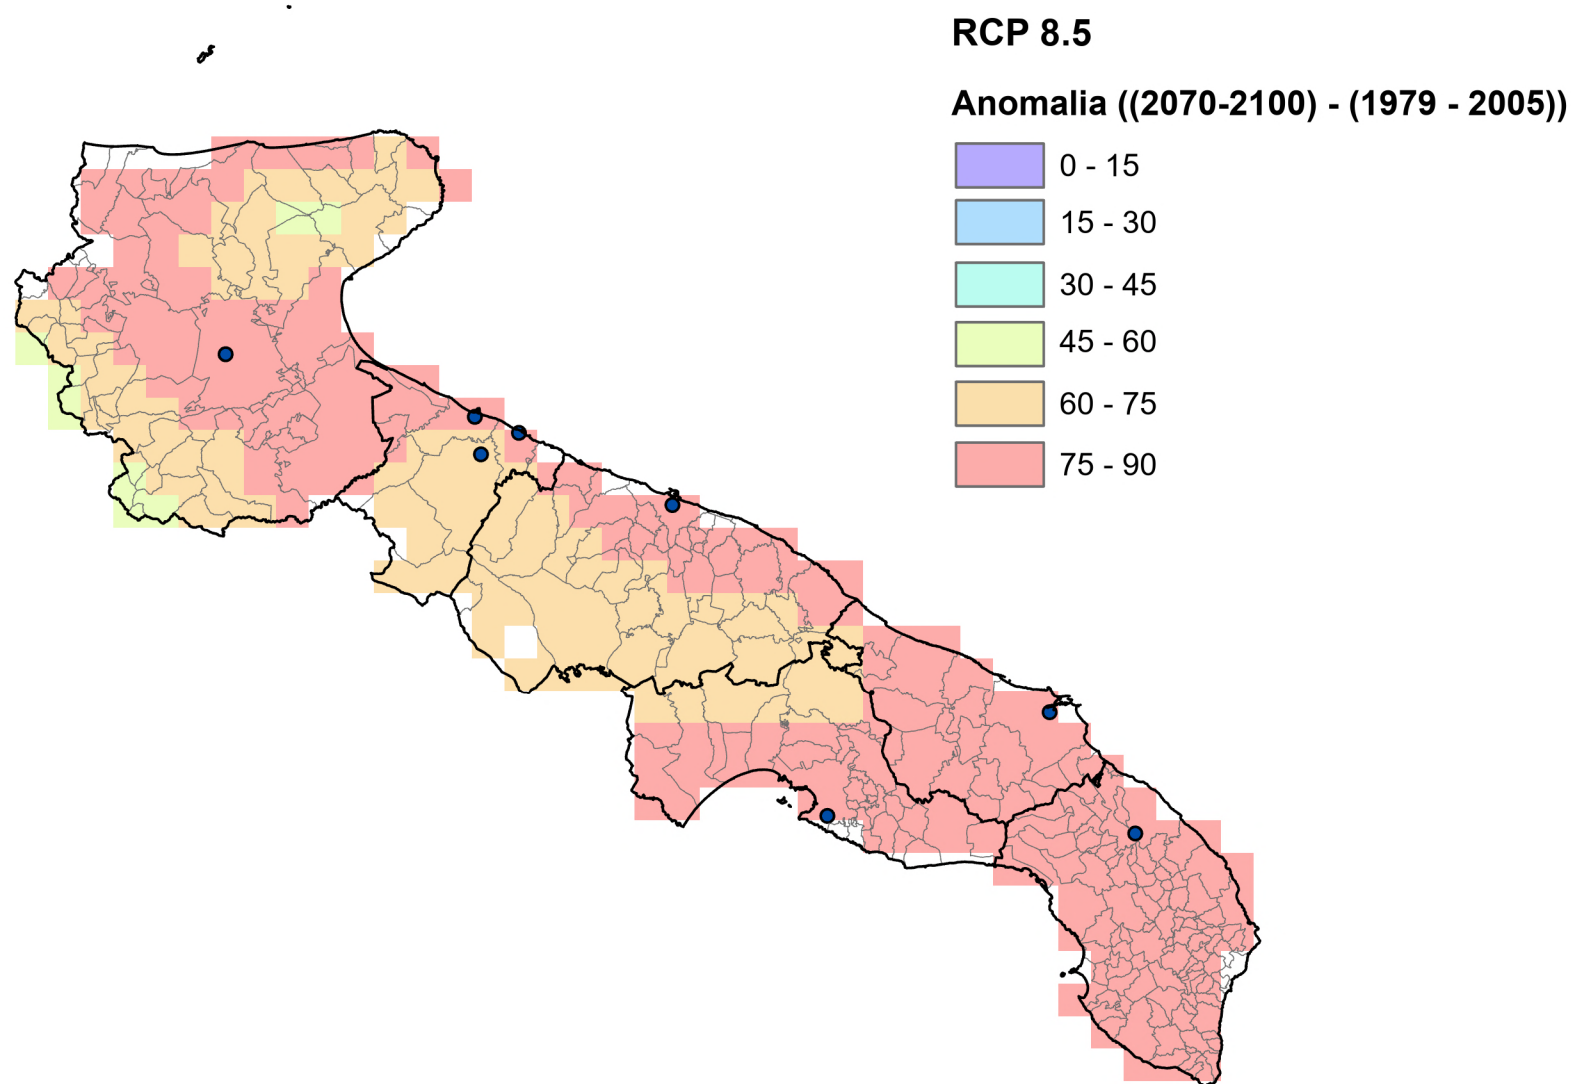 RCP 8.5
Anomalia ((2070-2100) - (1979 - 2005))
0 - 15
15 - 30
30 - 45
45 - 60
60 - 75
75 - 90